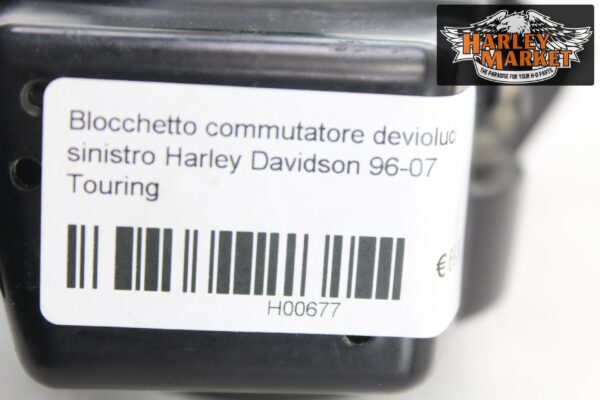 HARLEY
MARKET
THE PARADISE FOR YOUR H-D PARTS
Blocchetto commutatore devioluci
sinistro Harley Davidson 96-07
Touring
€
H00677